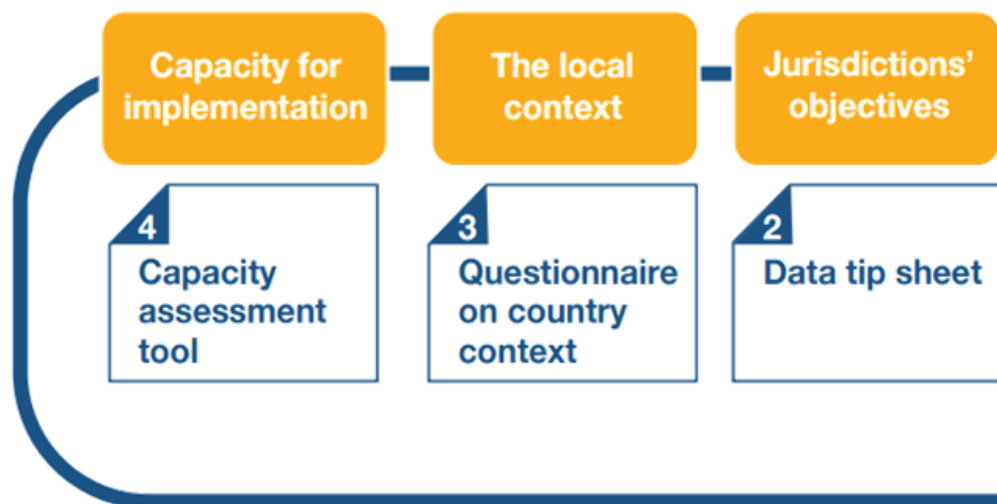 Capacity for
implementation
The local
context
Jurisdictions’
objectives
4
Capacity
assessment
tool
3
Questionnaire
on country
context
2
Data tip sheet